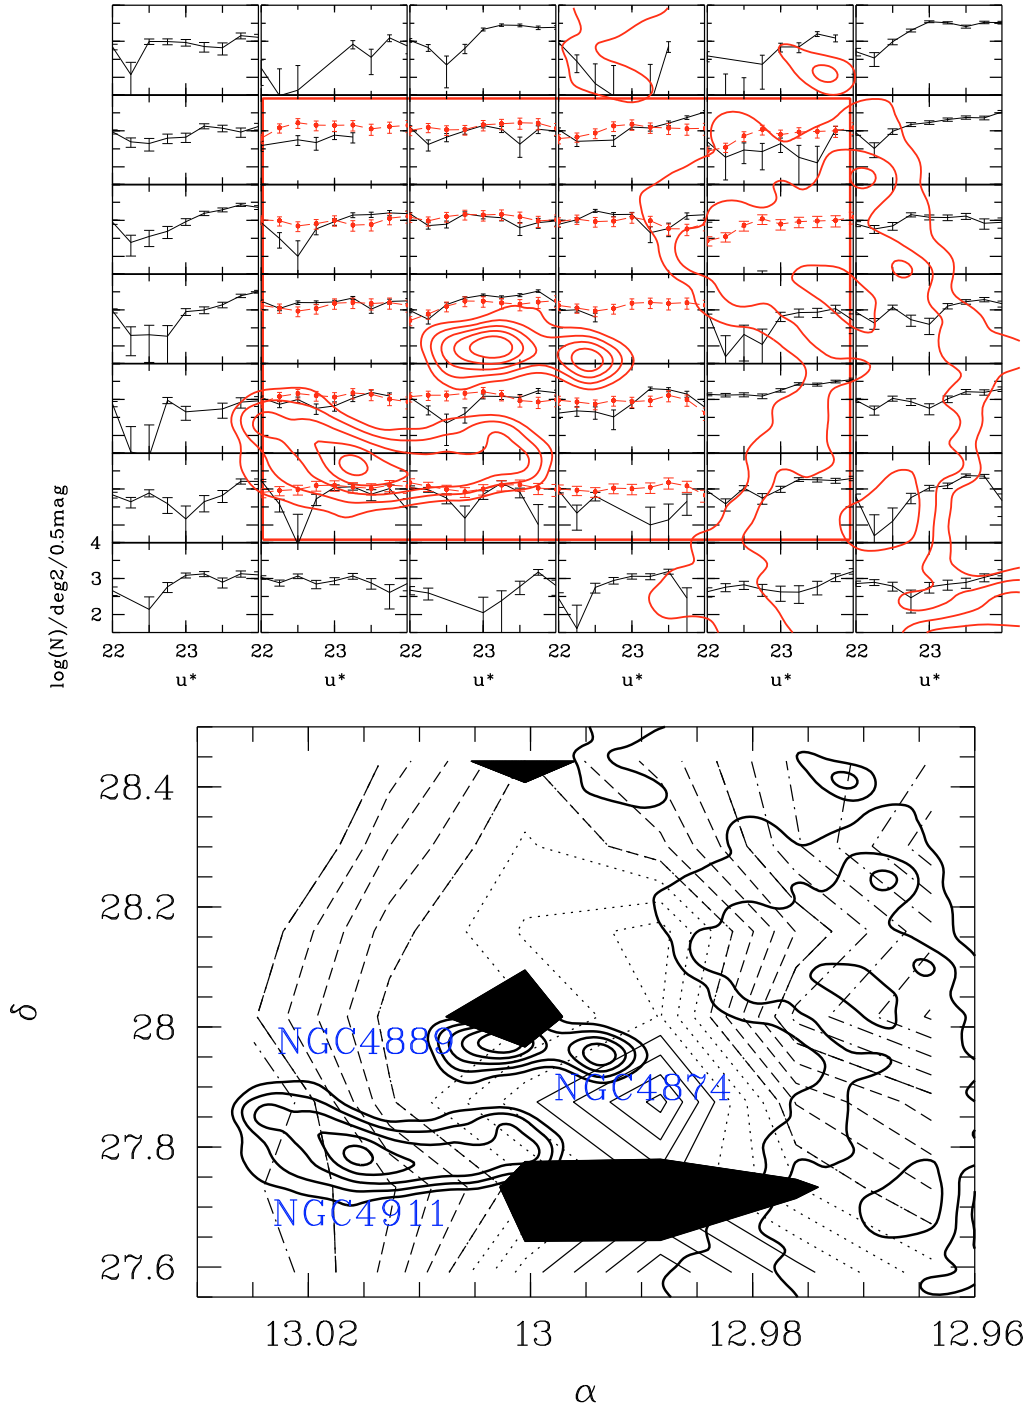 log(N)/deg2/0.5mag
4
3
2
22 23 22 23 22 23 22 23 22 23 22 23
u* u* u* u* u* u*
28.4
28.2
28
27.8
27.6
δ
NGC4889
NGC4874
NGC4911
13.02 13 12.98 12.96
α